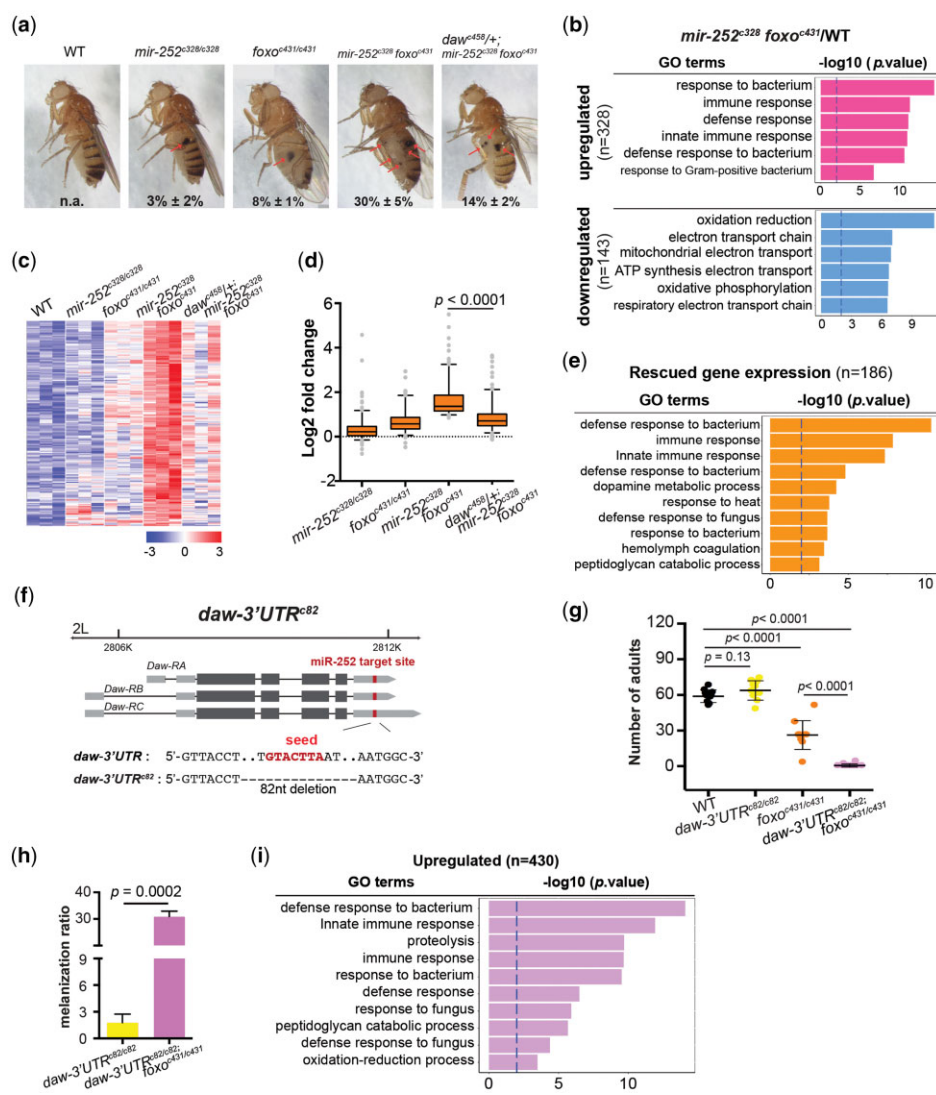 (a)
WT
mir-252c328/c328
foxoc431/c431
mir-252c328 foxoc431
dawc458/+;
mir-252c328 foxoc431
n.a.
3% ± 2%
8% ± 1%
30% ± 5%
14% ± 2%
(b)
mir-252c328 foxoc431/WT
GO terms
-log10 (p.value)
upregulated
(n=328)
response to bacterium
immune response
defense response
innate immune response
defense response to bacterium
response to Gram-positive bacterium
0 5 10
downregulated
(n=143)
oxidation reduction
electron transport chain
mitochondrial electron transport
ATP synthesis electron transport
oxidative phosphorylation
respiratory electron transport chain
0 3 6 9
(c)
WT
mir-252c328/c328
foxoc431/c431
mir-252c328
foxoc431
dawc458/+;
mir-252c328
foxoc431
-3 0 3
(d)
Log2 fold change
6
4
2
0
-2
p < 0.0001
mir-252c328/c328
foxoc431/c431
mir-252c328
foxoc431
dawc458/+;
mir-252c328
foxoc431
(e)
Rescued gene expression (n=186)
GO terms
-log10 (p.value)
defense response to bacterium
immune response
Innate immune response
defense response to bacterium
dopamine metabolic process
response to heat
defense response to fungus
response to bacterium
hemolymph coagulation
peptidoglycan catabolic process
0 5 10
(f)
daw-3'UTRc82
2L
2806K
2812K
miR-252 target site
Daw-RA
Daw-RB
Daw-RC
seed
daw-3'UTR : 5'-GTTACCT..TGTACTTAAT..AATGGC-3'
daw-3'UTRc82 : 5'-GTTACCT----------------AATGGC-3'
82nt deletion
(g)
Number of adults
120
90
60
30
0
p < 0.0001
p < 0.0001
p = 0.13
p < 0.0001
WT
daw-3'UTRc82/c82
foxoc431/c431
daw-3'UTRc82/c82;
foxoc431/c431
(h)
melanization ratio
40
30
9
6
3
0
p = 0.0002
daw-3'UTRc82/c82
daw-3'UTRc82/c82;
foxoc431/c431
(i)
Upregulated (n=430)
GO terms
-log10 (p.value)
defense response to bacterium
Innate immune response
proteolysis
immune response
response to bacterium
defense response
response to fungus
peptidoglycan catabolic process
defense response to fungus
oxidation-reduction process
0 5 10